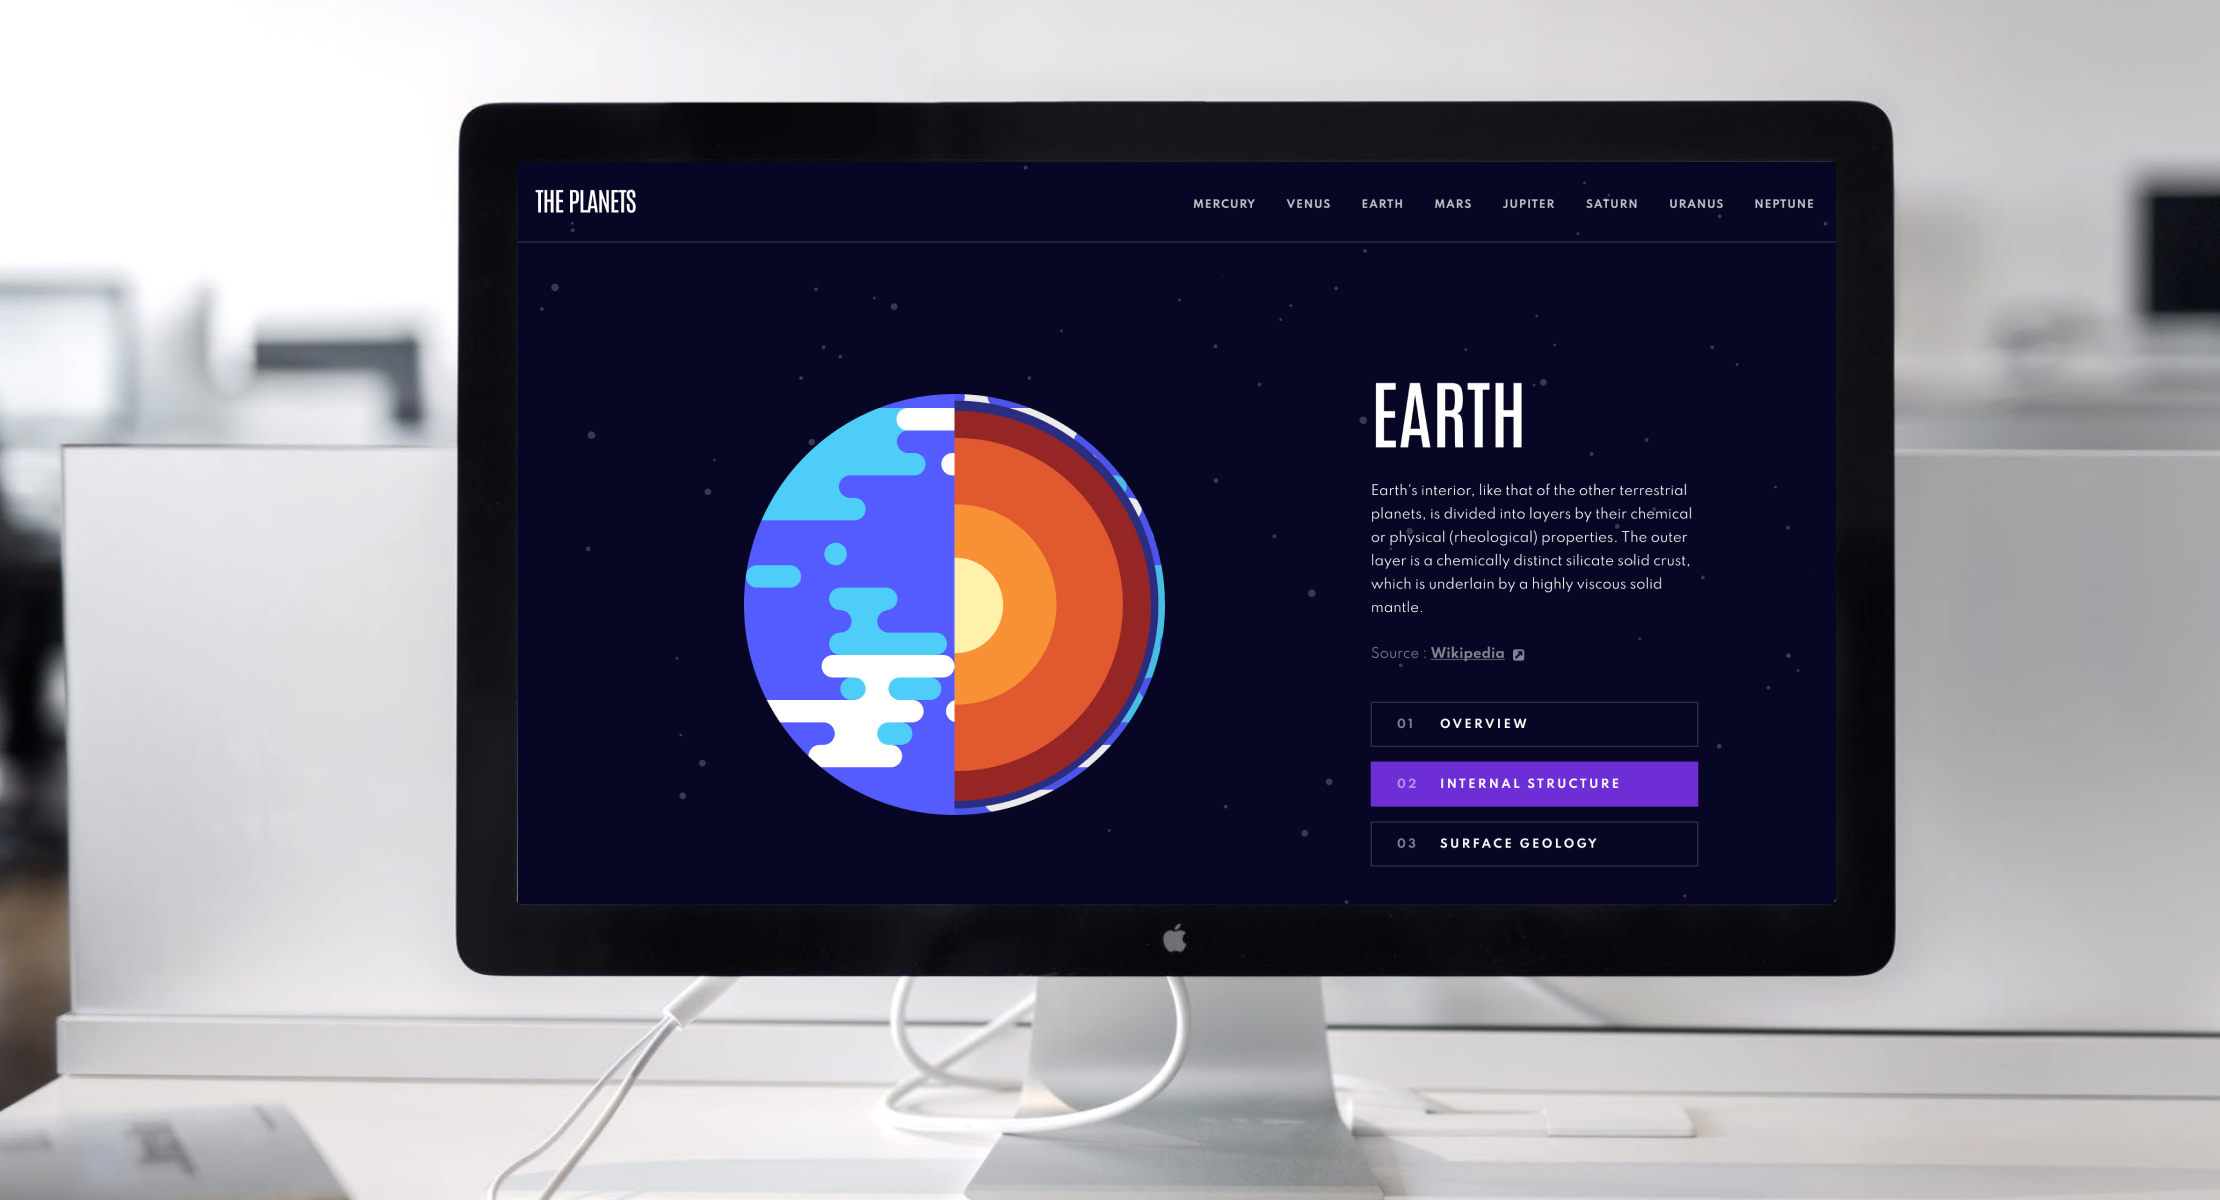 THE PLANETS
MERCURY VENUS EARTH MARS JUPITER SATURN URANUS NEPTUNE
EARTH
Earth's interior, like that of the other terrestrial
planets, is divided into layers by their chemical
or physical (rheological) properties. The outer
layer is a chemically distinct silicate solid crust,
which is underlain by a highly viscous solid
mantle.
Source : Wikipedia
01 OVERVIEW
02 INTERNAL STRUCTURE
03 SURFACE GEOLOGY